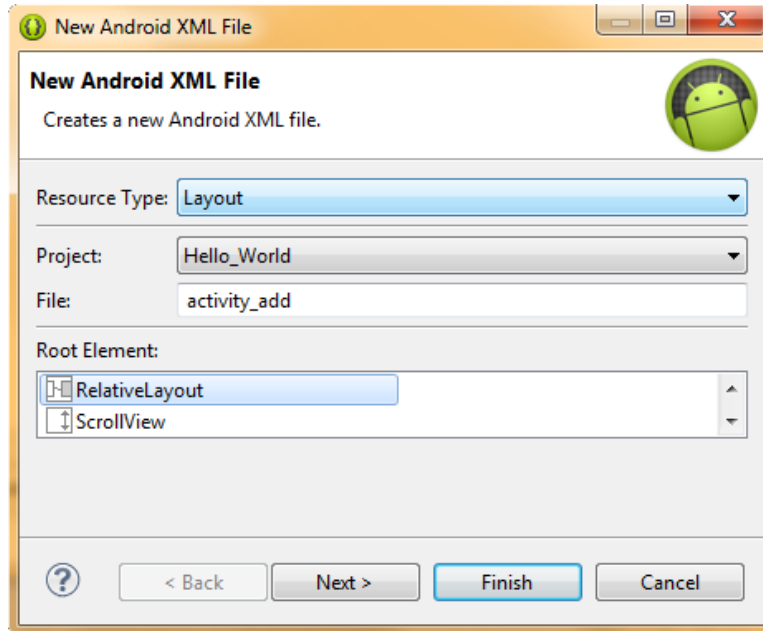 New Android XML File
New Android XML File
Creates a new Android XML file.
Resource Type: Layout
Project: Hello_World
File: activity_add
Root Element:
RelativeLayout
ScrollView
? < Back Next > Finish Cancel